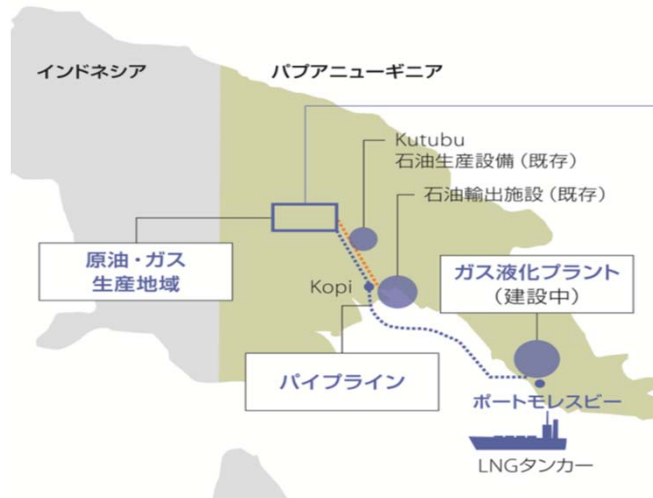 インドネシア
パプアニューギニア
Kutubu
石油生産設備（既存）
石油輸出施設（既存）
原油・ガス
生産地域
ガス液化プラント
（建設中）
Kopi
パイプライン
ポートモレスビー
LNGタンカー